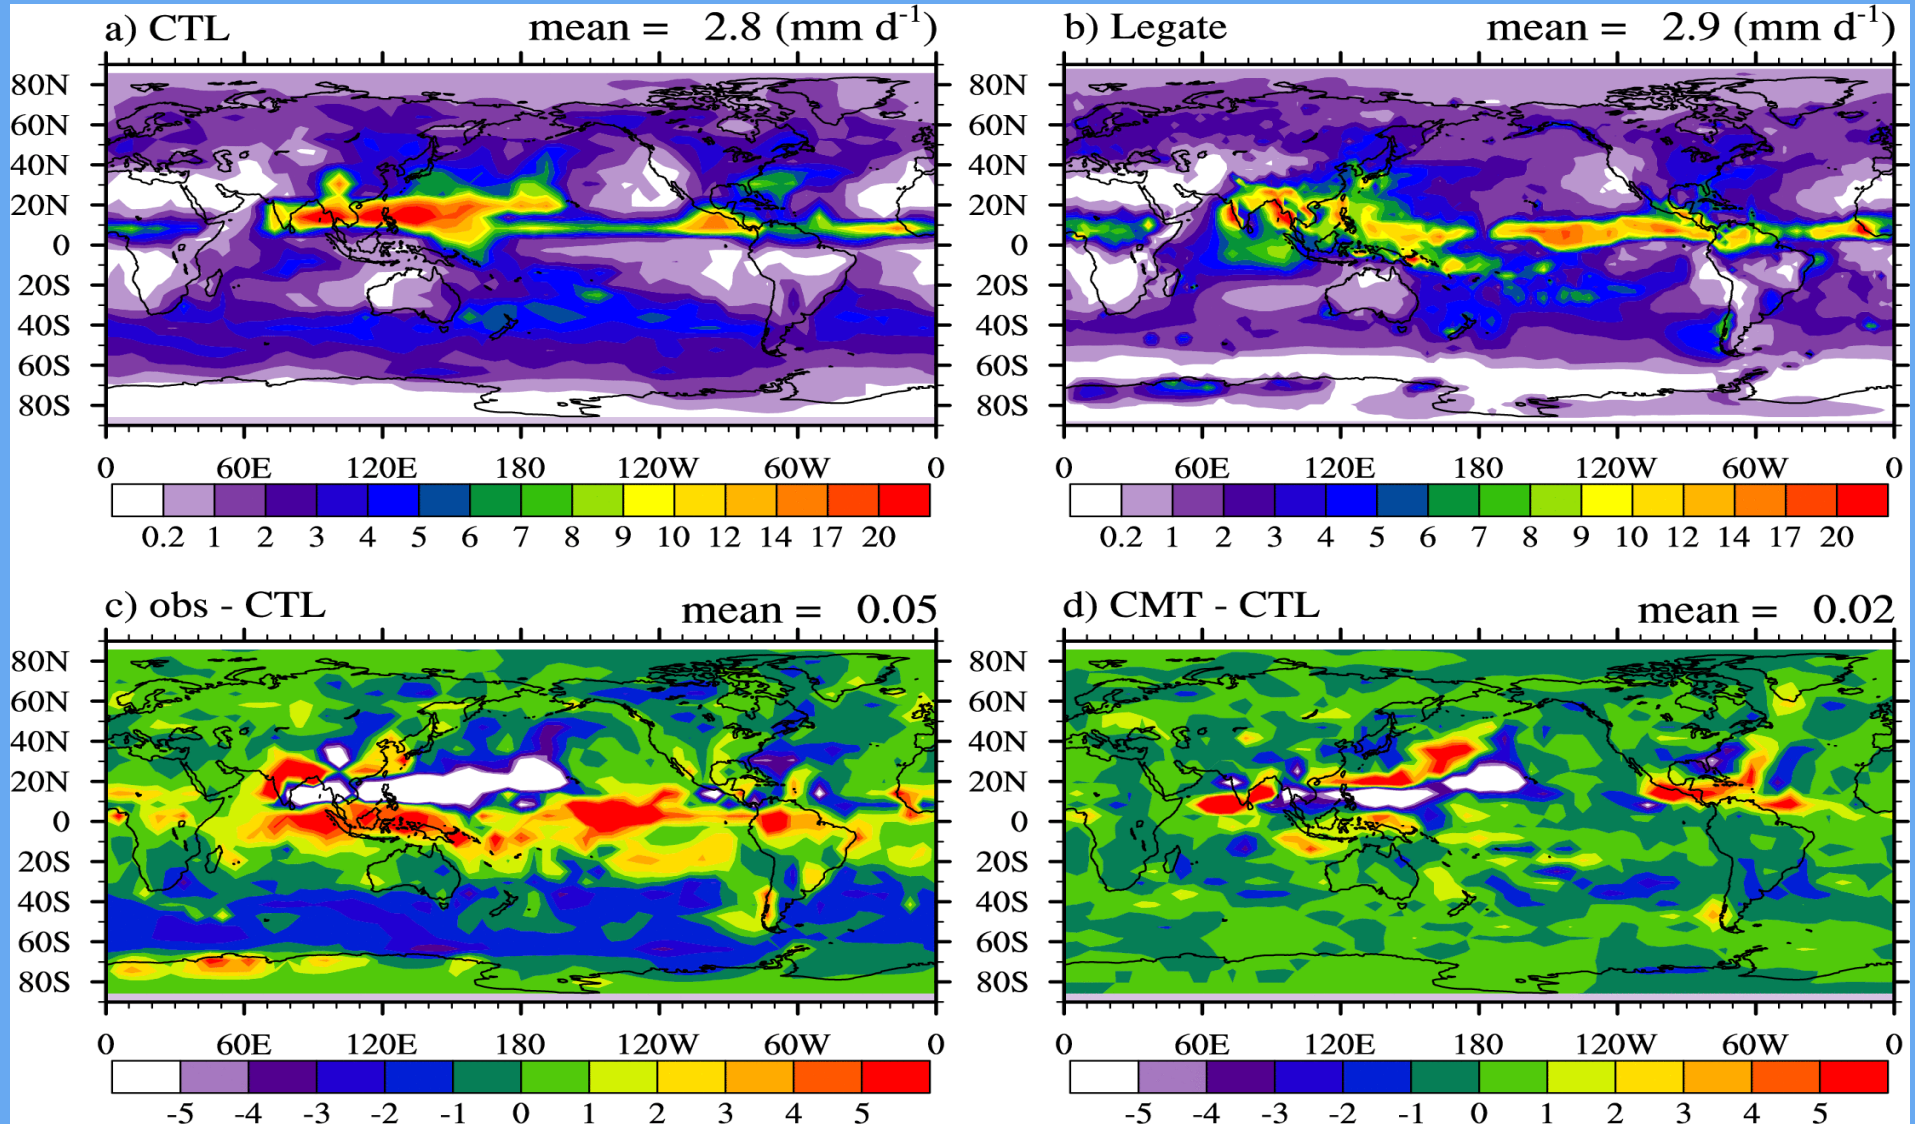 a) CTL mean = 2.8 (mm d-1)
80N
60N
40N
20N
0
20S
40S
60S
80S
0 60E 120E 180 120W 60W 0
0.2 1 2 3 4 5 6 7 8 9 10 12 14 17 20
b) Legate mean = 2.9 (mm d-1)
80N
60N
40N
20N
0
20S
40S
60S
80S
0 60E 120E 180 120W 60W 0
0.2 1 2 3 4 5 6 7 8 9 10 12 14 17 20
c) obs - CTL mean = 0.05
80N
60N
40N
20N
0
20S
40S
60S
80S
0 60E 120E 180 120W 60W 0
-5 -4 -3 -2 -1 0 1 2 3 4 5
d) CMT - CTL mean = 0.02
80N
60N
40N
20N
0
20S
40S
60S
80S
0 60E 120E 180 120W 60W 0
-5 -4 -3 -2 -1 0 1 2 3 4 5